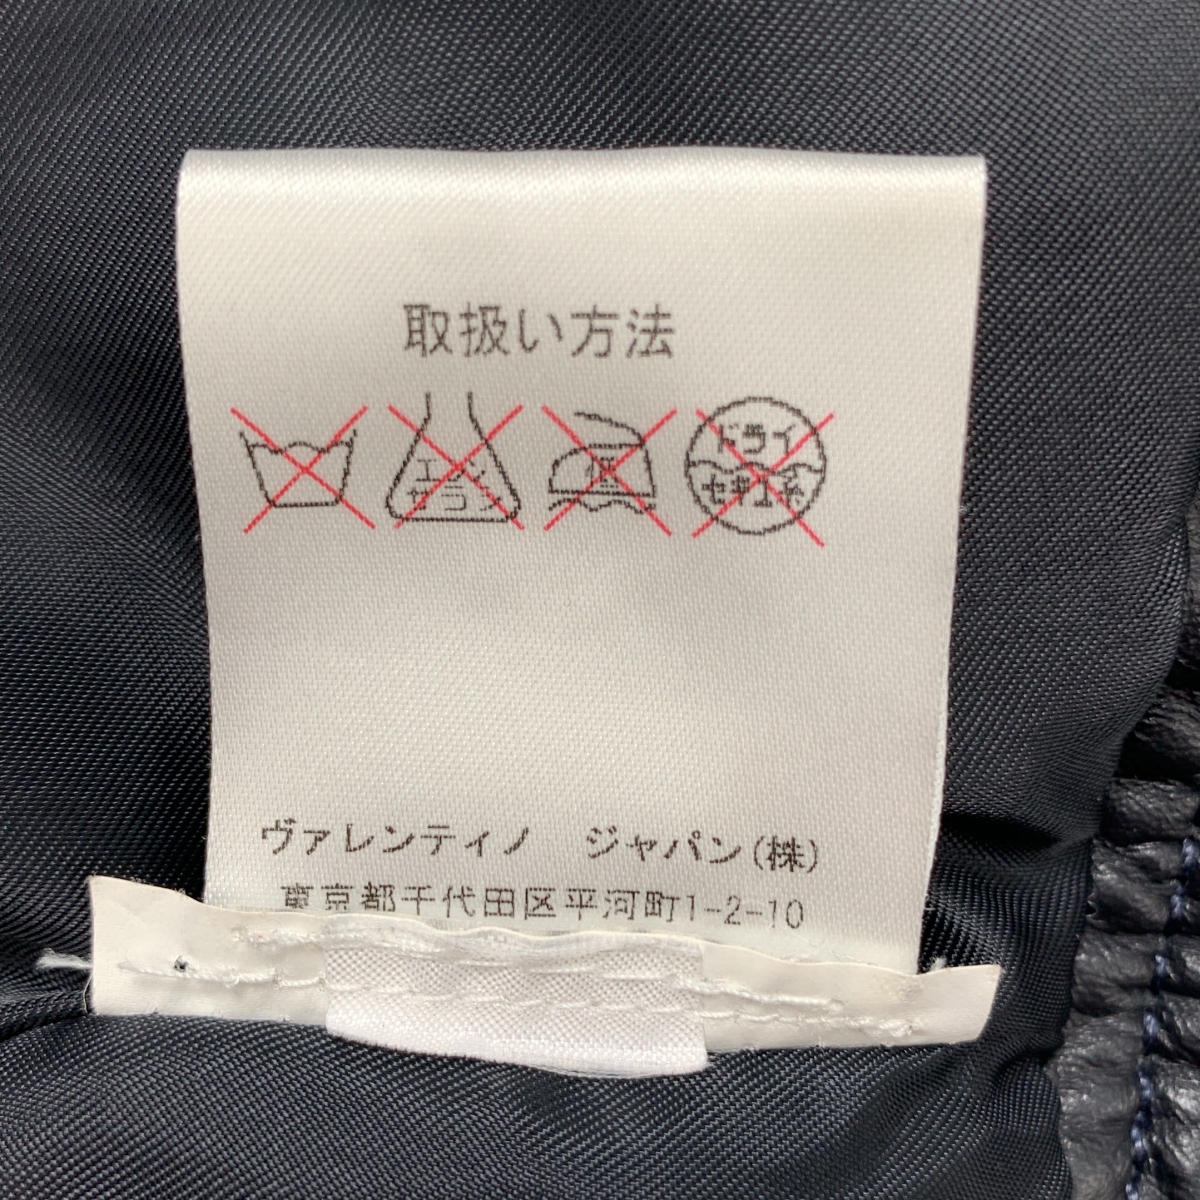 取扱い方法
エンソ
サラシ
低
ドライ
セキユ系
ヴァレンティノ ジャパン(株)
東京都千代田区平河町1-2-10